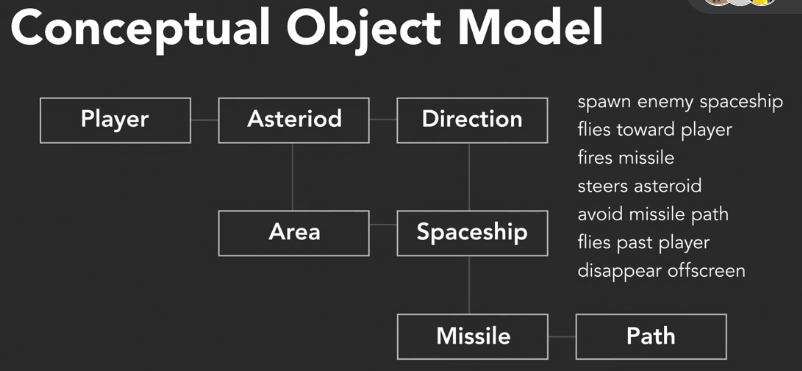 Conceptual Object Model
Player
Asteriod
Direction
Area
Spaceship
Missile
Path
spawn enemy spaceship
flies toward player
fires missile
steers asteroid
avoid missile path
flies past player
disappear offscreen